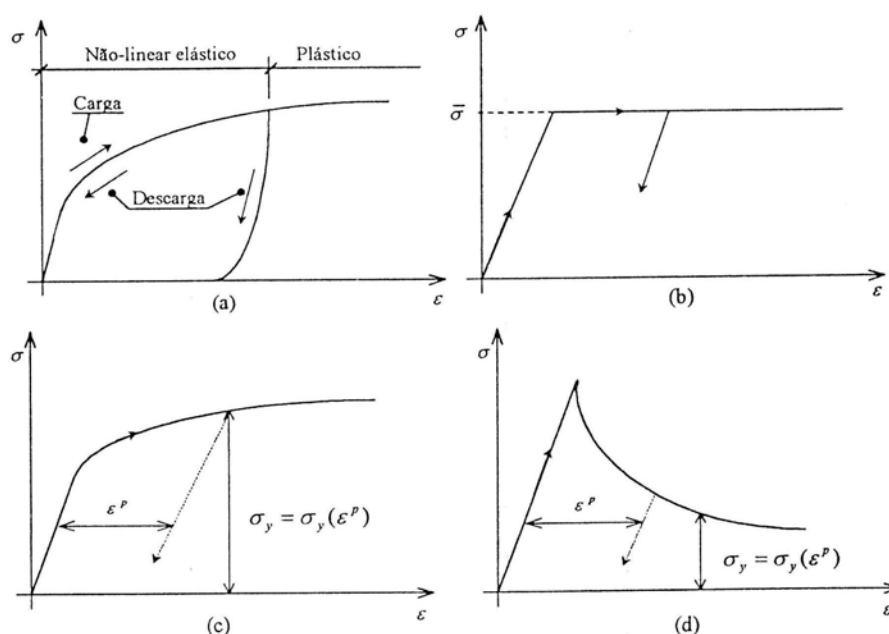 σ
Não-linear elástico
Plástico
Carga
Descarga
ε
(a)
σ
σ̄
ε
(b)
σ
ε^p
σ_y = σ_y(ε^p)
ε
(c)
σ
ε^p
σ_y = σ_y(ε^p)
ε
(d)